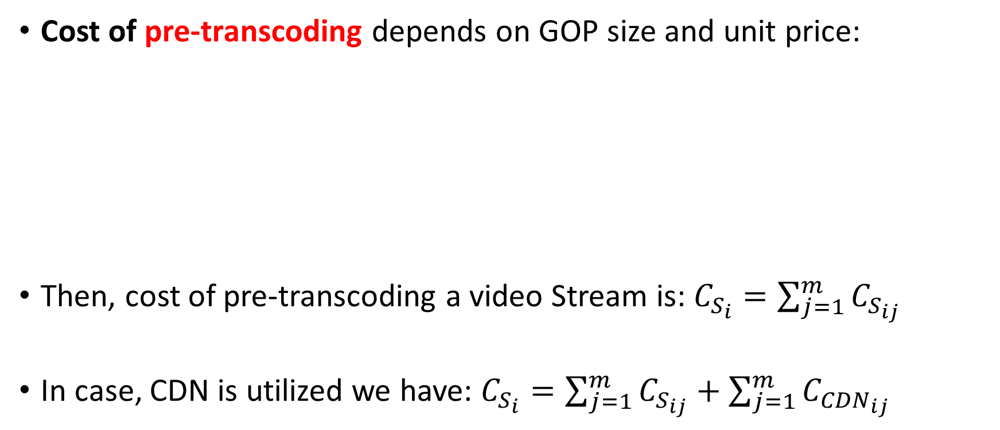 • Cost of pre-transcoding depends on GOP size and unit price:
• Then, cost of pre-transcoding a video Stream is: $C_{S_i} = \sum_{j=1}^{m} C_{S_{ij}}$
• In case, CDN is utilized we have: $C_{S_i} = \sum_{j=1}^{m} C_{S_{ij}} + \sum_{j=1}^{m} C_{CDN_{ij}}$